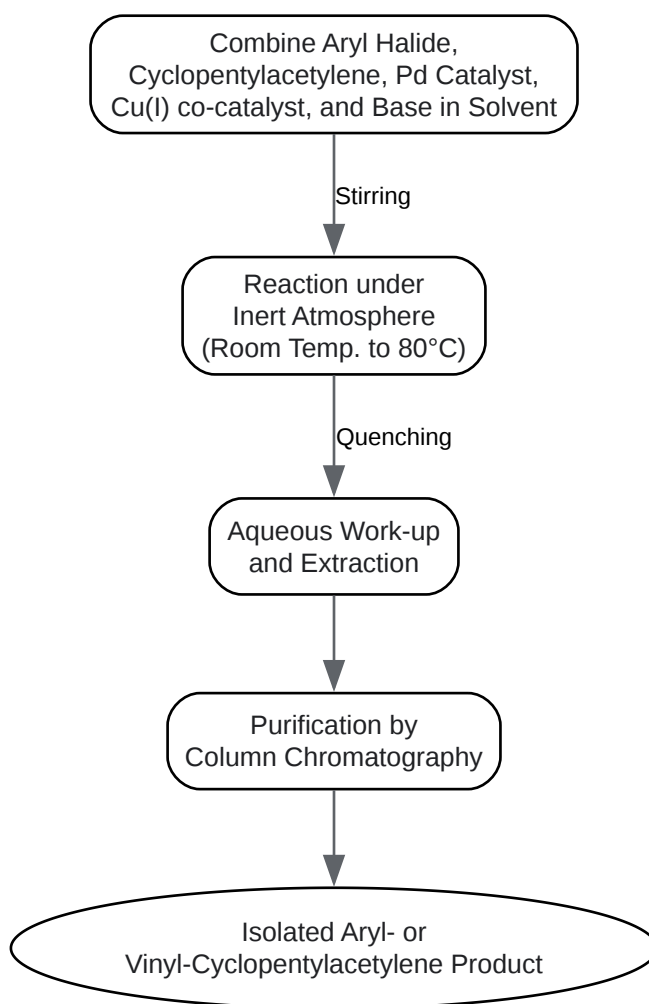 Combine Aryl Halide,
Cyclopentylacetylene, Pd Catalyst,
Cu(I) co-catalyst, and Base in Solvent
Stirring
Reaction under
Inert Atmosphere
(Room Temp. to 80°C)
Quenching
Aqueous Work-up
and Extraction
Purification by
Column Chromatography
Isolated Aryl- or
Vinyl-Cyclopentylacetylene Product